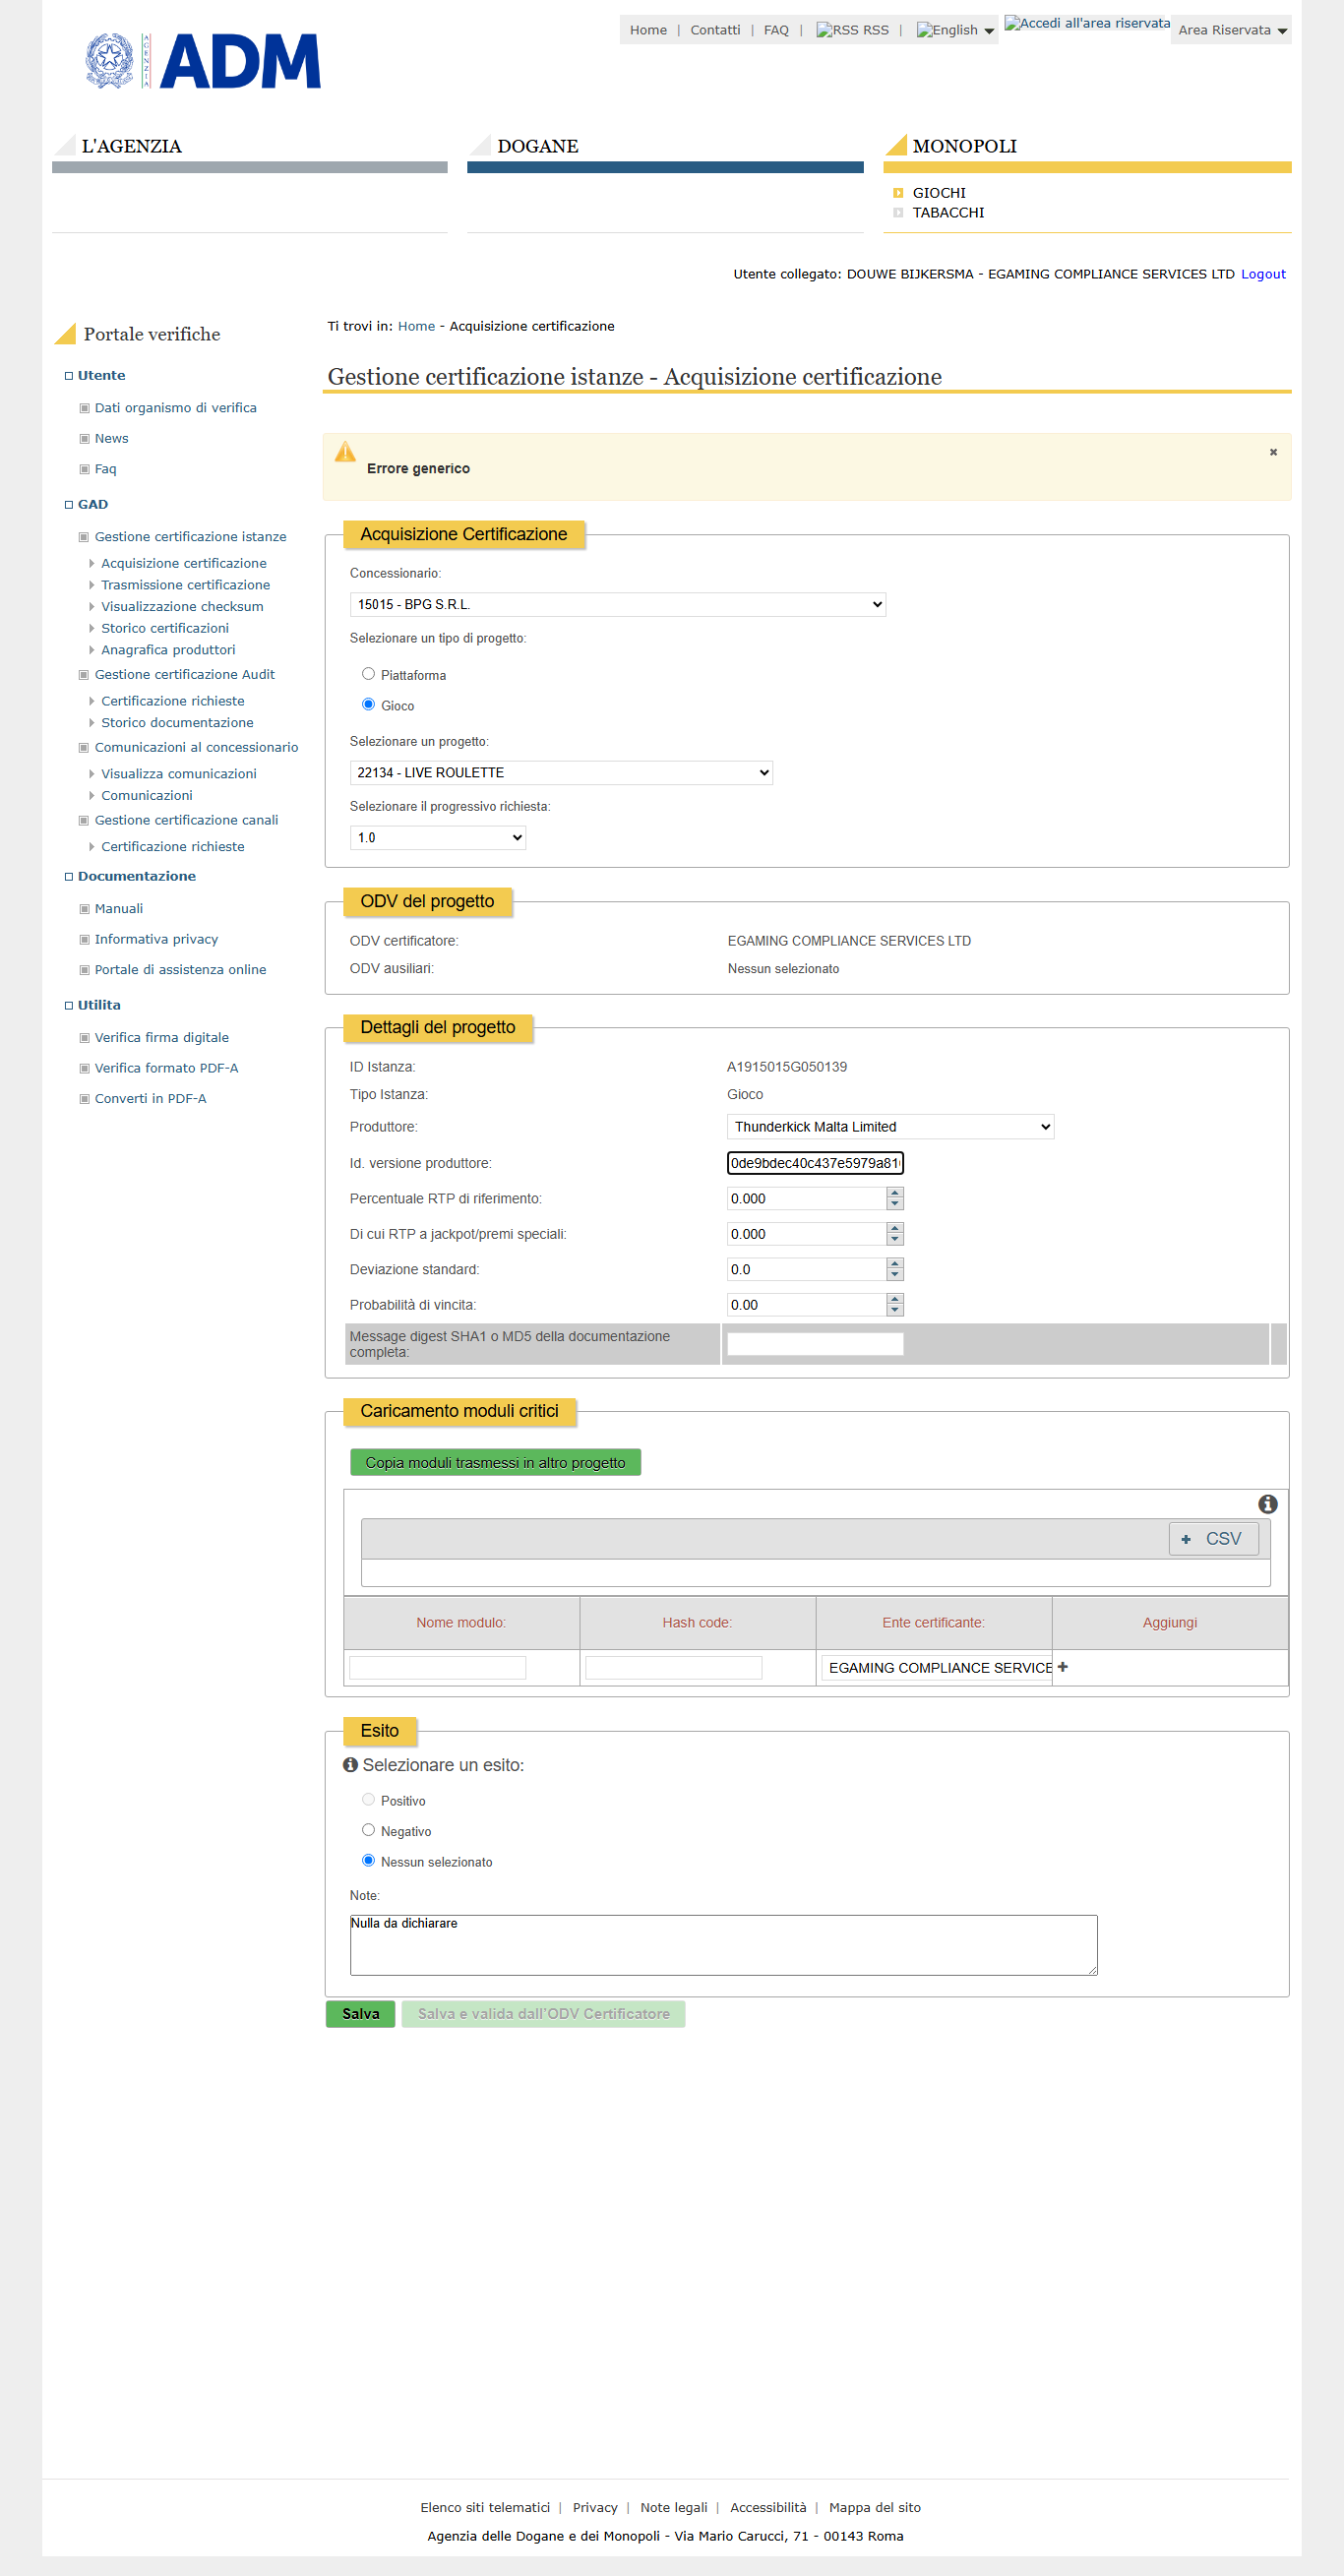 AGENZIA
ADM
Home | Contatti | FAQ | RSS RSS | English Accedi all'area riservata Area Riservata
L'AGENZIA
DOGANE
MONOPOLI
GIOCHI
TABACCHI
Utente collegato: DOUWE BIJKERSMA - EGAMING COMPLIANCE SERVICES LTD Logout
Portale verifiche
Utente
Dati organismo di verifica
News
Faq
GAD
Gestione certificazione istanze
Acquisizione certificazione
Trasmissione certificazione
Visualizzazione checksum
Storico certificazioni
Anagrafica produttori
Gestione certificazione Audit
Certificazione richieste
Storico documentazione
Comunicazioni al concessionario
Visualizza comunicazioni
Comunicazioni
Gestione certificazione canali
Certificazione richieste
Documentazione
Manuali
Informativa privacy
Portale di assistenza online
Utilita
Verifica firma digitale
Verifica formato PDF-A
Converti in PDF-A
Ti trovi in: Home - Acquisizione certificazione
Gestione certificazione istanze - Acquisizione certificazione
Errore generico
Acquisizione Certificazione
Concessionario:
15015 - BPG S.R.L.
Selezionare un tipo di progetto:
Piattaforma
Gioco
Selezionare un progetto:
22134 - LIVE ROULETTE
Selezionare il progressivo richiesta:
1.0
ODV del progetto
ODV certificatore: EGAMING COMPLIANCE SERVICES LTD
ODV ausiliari: Nessun selezionato
Dettagli del progetto
ID Istanza: A1915015G050139
Tipo Istanza: Gioco
Produttore: Thunderkick Malta Limited
Id. versione produttore: 0de9bdec40c437e5979a81
Percentuale RTP di riferimento: 0.000
Di cui RTP a jackpot/premi speciali: 0.000
Deviazione standard: 0.0
Probabilità di vincita: 0.00
Message digest SHA1 o MD5 della documentazione
completa:
Caricamento moduli critici
Copia moduli trasmessi in altro progetto
CSV
Nome modulo: Hash code: Ente certificante: Aggiungi
EGAMING COMPLIANCE SERVICE
Esito
Selezionare un esito:
Positivo
Negativo
Nessun selezionato
Note:
Nulla da dichiarare
Salva Salva e valida dall'ODV Certificatore
Elenco siti telematici | Privacy | Note legali | Accessibilità | Mappa del sito
Agenzia delle Dogane e dei Monopoli - Via Mario Carucci, 71 - 00143 Roma